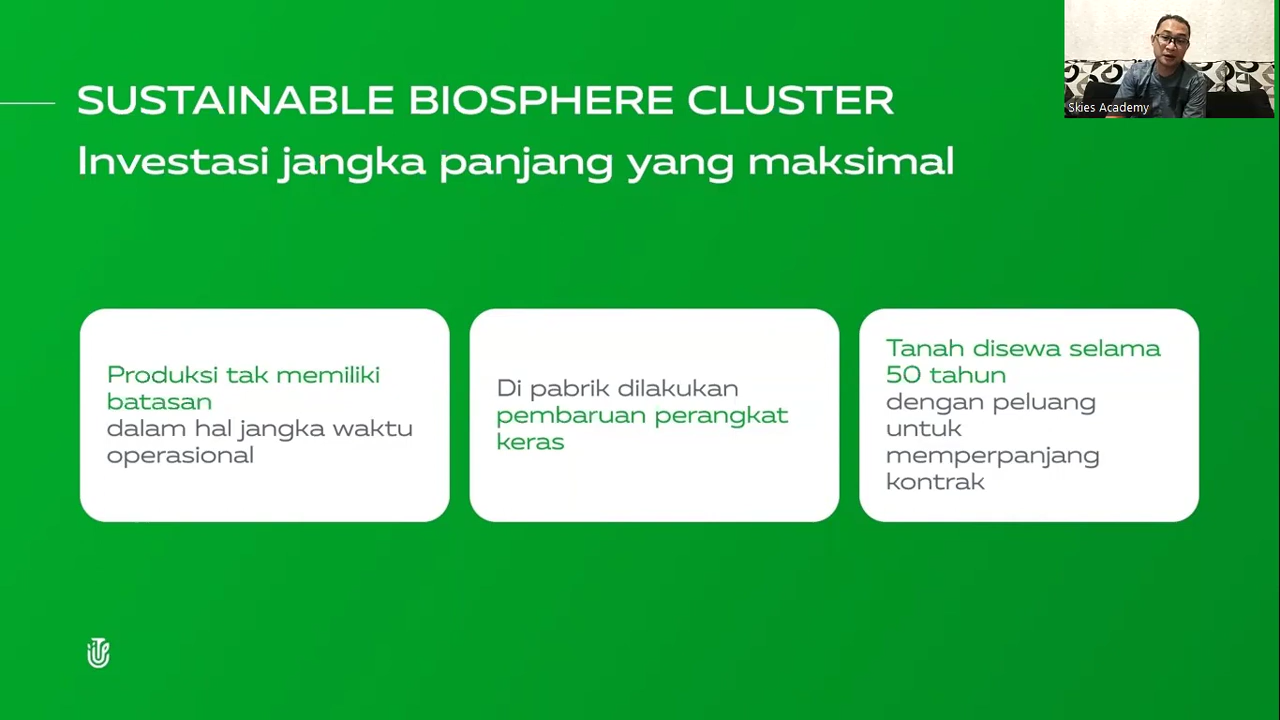 SUSTAINABLE BIOSPHERE CLUSTER
Investasi jangka panjang yang maksimal
Skies Academy
Produksi tak memiliki
batasan
dalam hal jangka waktu
operasional
Di pabrik dilakukan
pembaruan perangkat
keras
Tanah disewa selama
50 tahun
dengan peluang
untuk
memperpanjang
kontrak